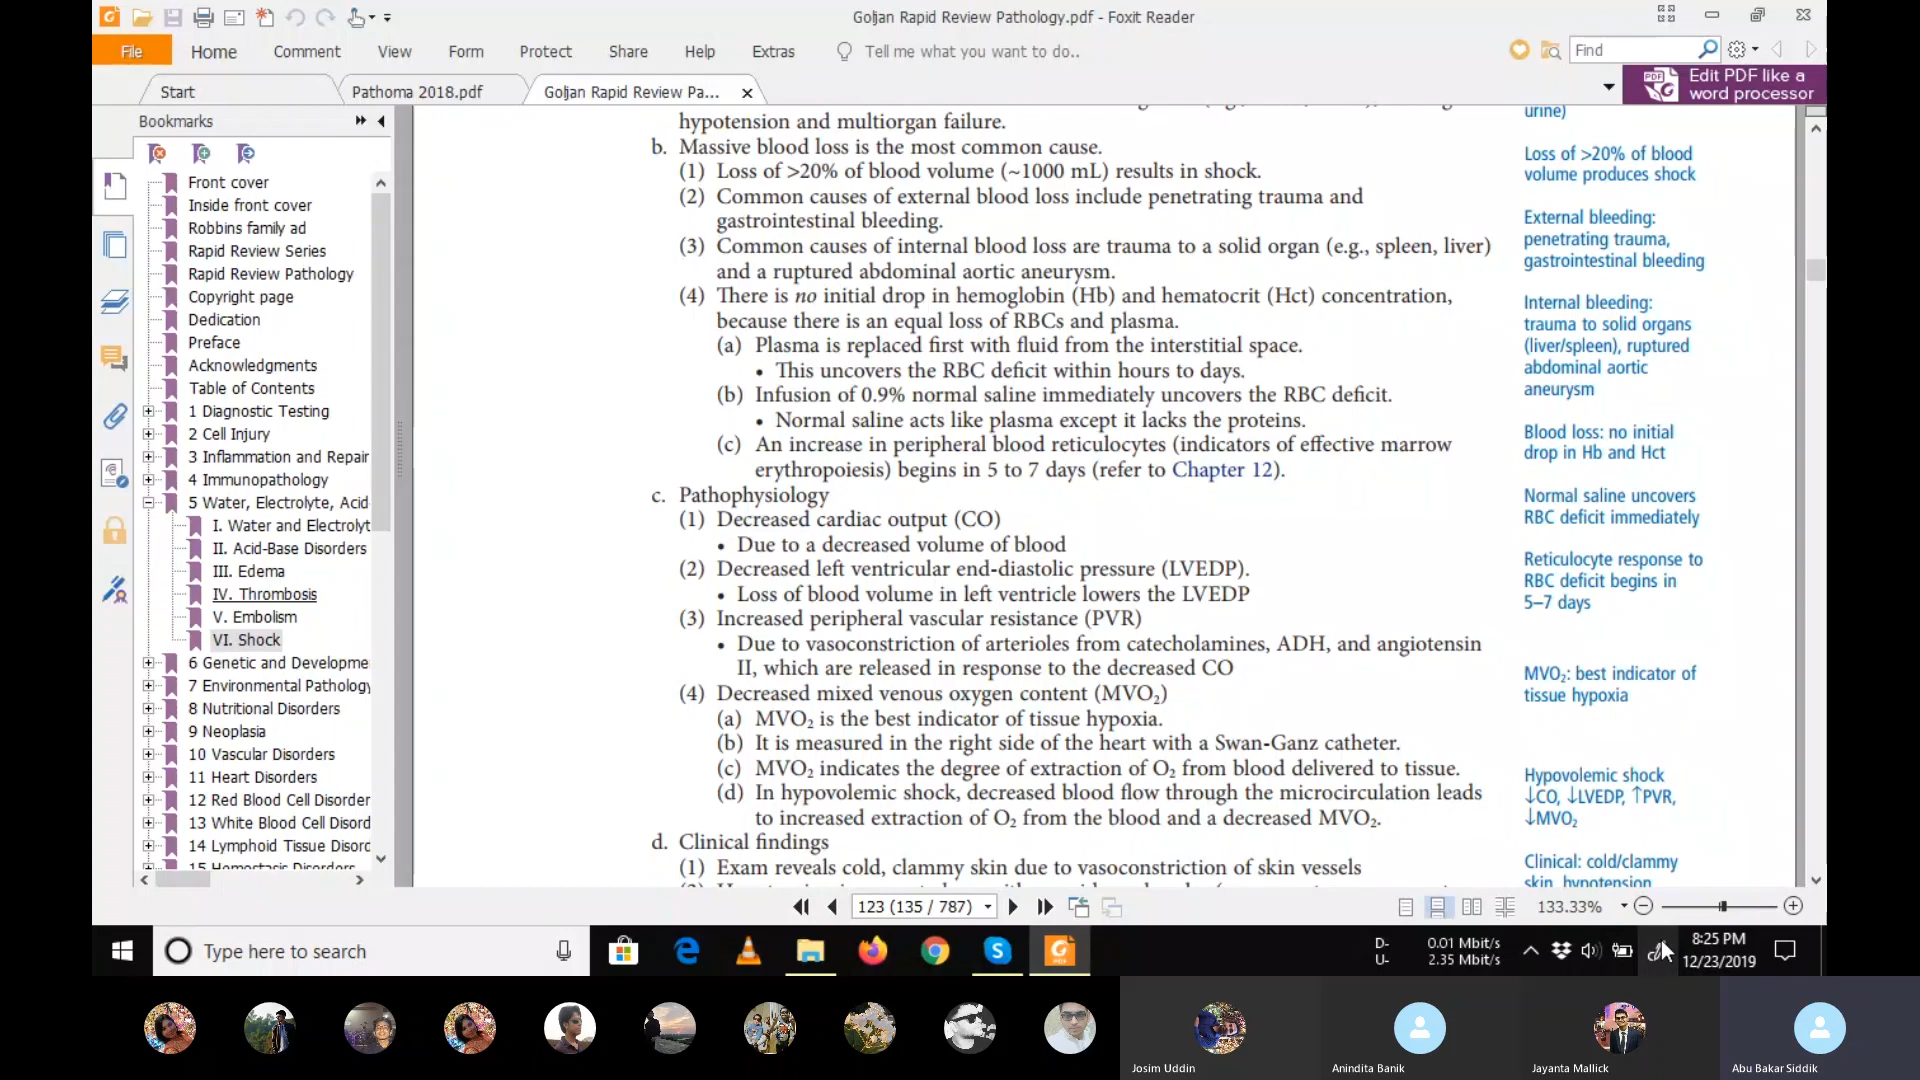 Goljan Rapid Review Pathology.pdf - Foxit Reader
File Home Comment View Form Protect Share Help Extras Tell me what you want to do.. Find
Start Pathoma 2018.pdf Goljan Rapid Review Pa... Edit PDF like a
word processor
Bookmarks
Front cover
Inside front cover
Robbins family ad
Rapid Review Series
Rapid Review Pathology
Copyright page
Dedication
Preface
Acknowledgments
Table of Contents
1 Diagnostic Testing
2 Cell Injury
3 Inflammation and Repair
4 Immunopathology
5 Water, Electrolyte, Acid
I. Water and Electrolyt
II. Acid-Base Disorders
III. Edema
IV. Thrombosis
V. Embolism
VI. Shock
6 Genetic and Developme
7 Environmental Pathology
8 Nutritional Disorders
9 Neoplasia
10 Vascular Disorders
11 Heart Disorders
12 Red Blood Cell Disorder
13 White Blood Cell Disord
14 Lymphoid Tissue Disord
15 Hemostasis Disorders
hypotension and multiorgan failure.
b. Massive blood loss is the most common cause.
(1) Loss of >20% of blood volume (~1000 mL) results in shock.
(2) Common causes of external blood loss include penetrating trauma and
gastrointestinal bleeding.
(3) Common causes of internal blood loss are trauma to a solid organ (e.g., spleen, liver)
and a ruptured abdominal aortic aneurysm.
(4) There is no initial drop in hemoglobin (Hb) and hematocrit (Hct) concentration,
because there is an equal loss of RBCs and plasma.
(a) Plasma is replaced first with fluid from the interstitial space.
• This uncovers the RBC deficit within hours to days.
(b) Infusion of 0.9% normal saline immediately uncovers the RBC deficit.
• Normal saline acts like plasma except it lacks the proteins.
(c) An increase in peripheral blood reticulocytes (indicators of effective marrow
erythropoiesis) begins in 5 to 7 days (refer to Chapter 12).
c. Pathophysiology
(1) Decreased cardiac output (CO)
• Due to a decreased volume of blood
(2) Decreased left ventricular end-diastolic pressure (LVEDP).
• Loss of blood volume in left ventricle lowers the LVEDP
(3) Increased peripheral vascular resistance (PVR)
• Due to vasoconstriction of arterioles from catecholamines, ADH, and angiotensin
II, which are released in response to the decreased CO
(4) Decreased mixed venous oxygen content (MVO₂)
(a) MVO₂ is the best indicator of tissue hypoxia.
(b) It is measured in the right side of the heart with a Swan-Ganz catheter.
(c) MVO₂ indicates the degree of extraction of O₂ from blood delivered to tissue.
(d) In hypovolemic shock, decreased blood flow through the microcirculation leads
to increased extraction of O₂ from the blood and a decreased MVO₂.
d. Clinical findings
(1) Exam reveals cold, clammy skin due to vasoconstriction of skin vessels
urine)
Loss of >20% of blood
volume produces shock
External bleeding:
penetrating trauma,
gastrointestinal bleeding
Internal bleeding:
trauma to solid organs
(liver/spleen), ruptured
abdominal aortic
aneurysm
Blood loss: no initial
drop in Hb and Hct
Normal saline uncovers
RBC deficit immediately
Reticulocyte response to
RBC deficit begins in
5–7 days
MVO₂: best indicator of
tissue hypoxia
Hypovolemic shock
↓CO, ↓LVEDP, ↑PVR,
↓MVO₂
Clinical: cold/clammy
skin, hypotension
123 (135 / 787) 133.33%
Type here to search
D- 0.01 Mbit/s
U- 2.35 Mbit/s
8:25 PM
12/23/2019
Josim Uddin Anindita Banik Jayanta Mallick Abu Bakar Siddik